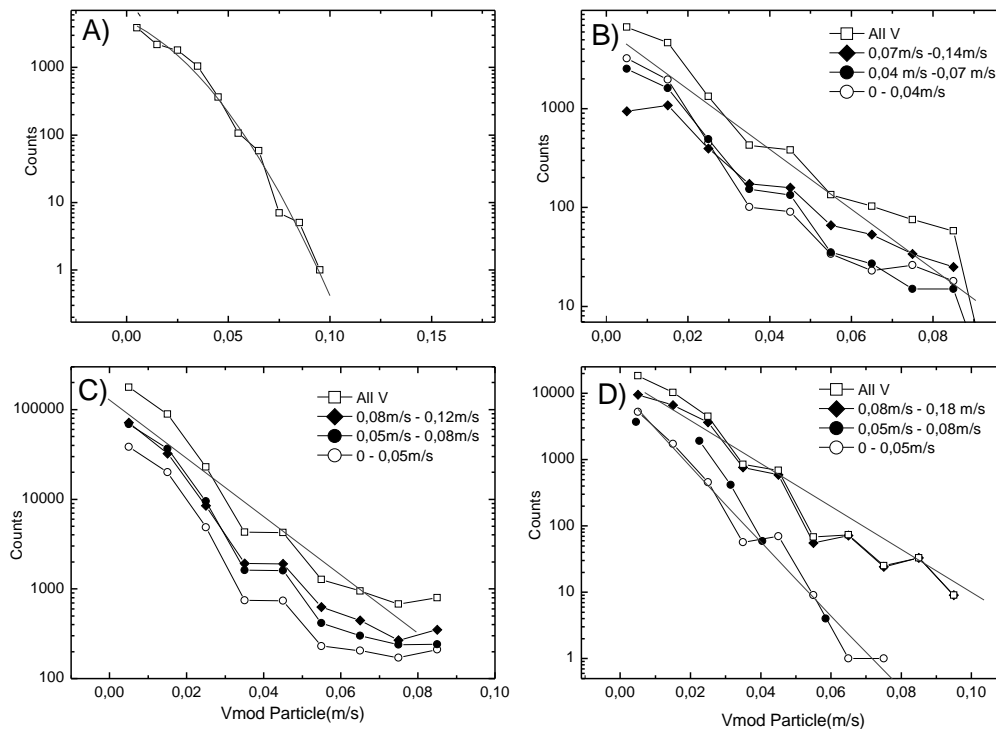 A)
1000
100
10
1
Counts
0,00 0,05 0,10 0,15
B)
All V
0,07m/s -0,14m/s
0,04 m/s -0,07 m/s
0 - 0,04m/s
1000
100
10
Counts
0,00 0,02 0,04 0,06 0,08
C)
All V
0,08m/s - 0,12m/s
0,05m/s - 0,08m/s
0 - 0,05m/s
100000
10000
1000
100
Counts
0,00 0,02 0,04 0,06 0,08 0,10
Vmod Particle(m/s)
D)
All V
0,08m/s - 0,18 m/s
0,05m/s - 0,08m/s
0 - 0,05m/s
10000
1000
100
10
1
Counts
0,00 0,02 0,04 0,06 0,08 0,10
Vmod Particle(m/s)